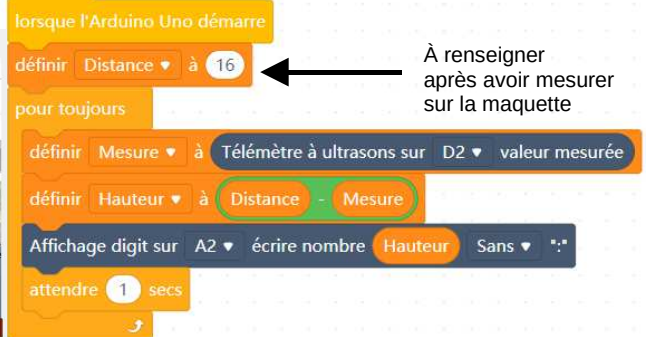 lorsque l'Arduino Uno démarre
définir Distance ▾ à 16
À renseigner
après avoir mesurer
sur la maquette
pour toujours
définir Mesure ▾ à Télémètre à ultrasons sur D2 ▾ valeur mesurée
définir Hauteur ▾ à Distance - Mesure
Affichage digit sur A2 ▾ écrire nombre Hauteur Sans ▾ ":"
attendre 1 secs